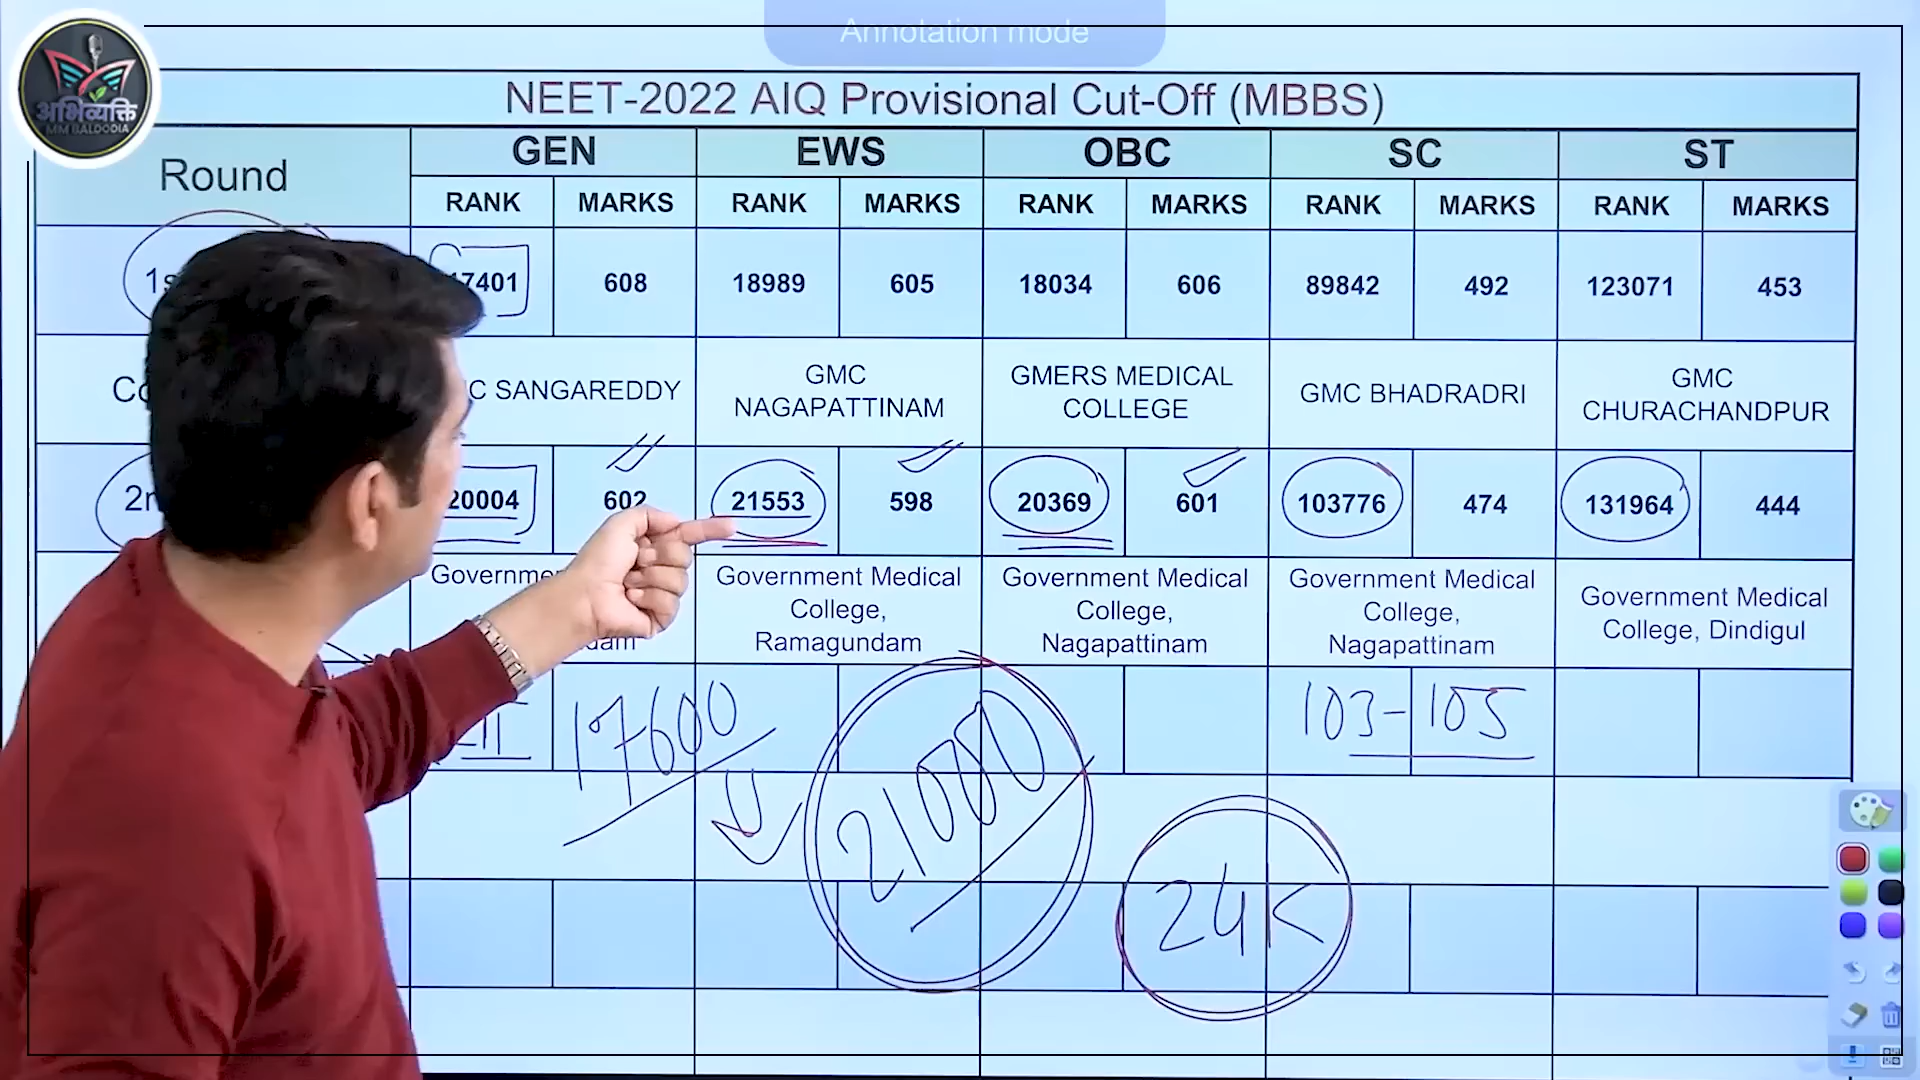 Annotation mode
अभिव्यक्ति
MM BALDODIA
NEET-2022 AIQ Provisional Cut-Off (MBBS)
Round GEN EWS OBC SC ST
RANK MARKS RANK MARKS RANK MARKS RANK MARKS RANK MARKS
17401 608 18989 605 18034 606 89842 492 123071 453
SANGAREDDY
GMC
NAGAPATTINAM
GMERS MEDICAL
COLLEGE
GMC BHADRADRI
GMC
CHURACHANDPUR
20004 602 21553 598 20369 601 103776 474 131964 444
Government Medical
College,
Ramagundam
Government Medical
College,
Nagapattinam
Government Medical
College,
Nagapattinam
Government Medical
College, Dindigul
17600
103-105
21000
24K